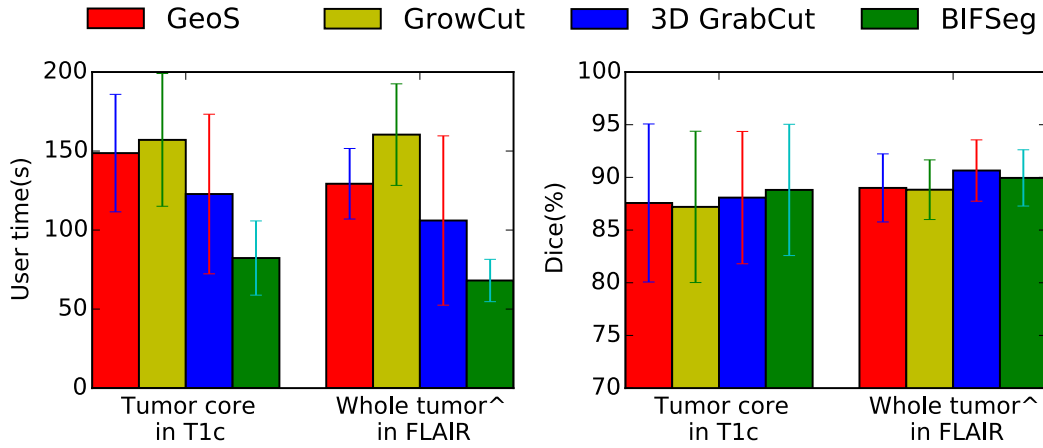 GeoS GrowCut 3D GrabCut BIFSeg
200
150
100
50
0
User time(s)
Tumor core
in T1c
Whole tumor^
in FLAIR
100
95
90
85
80
75
70
Dice(%)
Tumor core
in T1c
Whole tumor^
in FLAIR